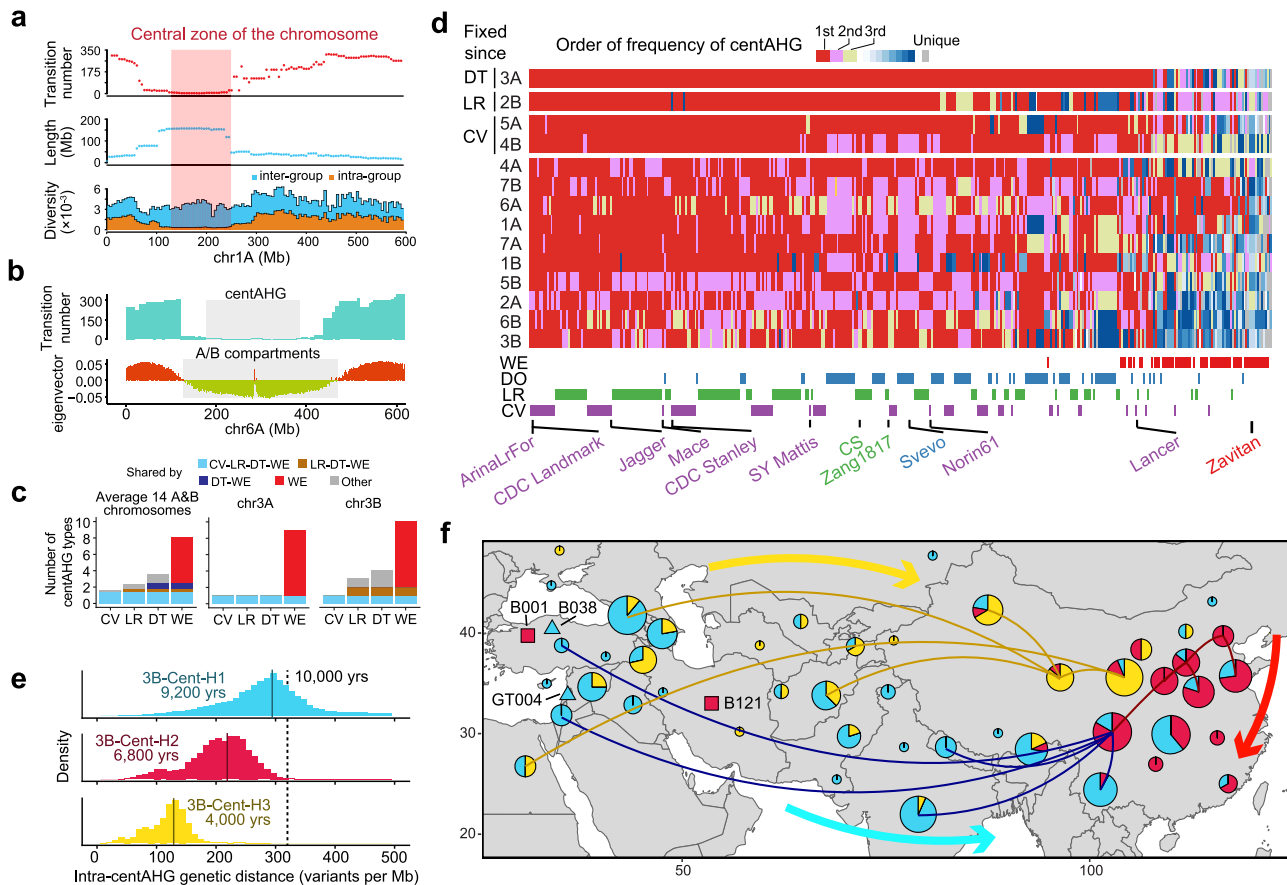 a
Central zone of the chromosome
Transition number
350
175
0
Length (Mb)
200
100
0
inter-group
intra-group
Diversity (×10⁻³)
6
3
0
0 100 200 300 400 500 600
chr1A (Mb)
b
centAHG
Transition number
300
150
0
A/B compartments
eigenvector
0.05
0.00
−0.05
0 200 400 600
chr6A (Mb)
c
Shared by
CV-LR-DT-WE
LR-DT-WE
DT-WE
WE
Other
Average 14 A&B chromosomes
chr3A
chr3B
Number of centAHG types
10
8
6
4
2
0
CV LR DT WE
CV LR DT WE
CV LR DT WE
d
Fixed since
Order of frequency of centAHG
1st 2nd 3rd
Unique
DT
3A
LR
2B
CV
5A
4B
4A
7B
6A
1A
7A
1B
5B
2A
6B
3B
WE
DO
LR
CV
ArinaLrFor
CDC Landmark
Jagger
Mace
CDC Stanley
SY Mattis
CS
Zang1817
Svevo
Norin61
Lancer
Zavitan
e
3B-Cent-H1
9,200 yrs
10,000 yrs
3B-Cent-H2
6,800 yrs
3B-Cent-H3
4,000 yrs
Density
0 100 200 300 400 500
Intra-centAHG genetic distance (variants per Mb)
f
B001
B038
GT004
B121
40
30
20
50
100